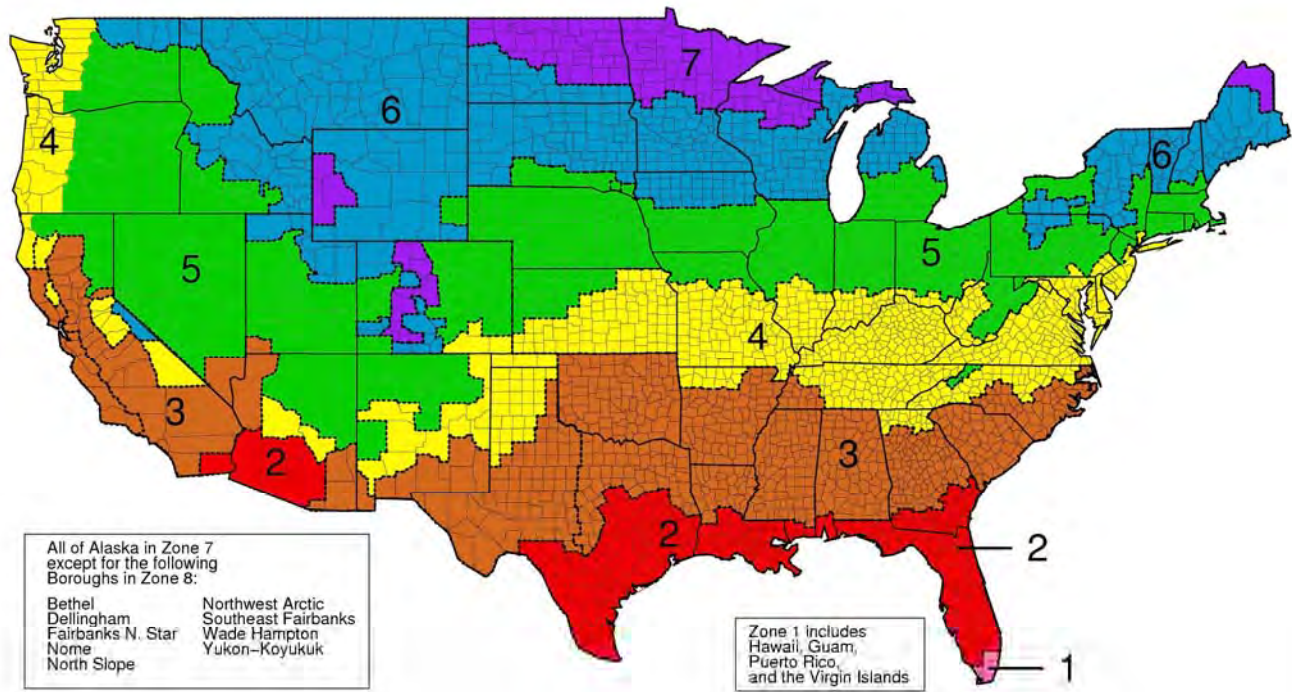 7
6
4
6
5
5
4
3
3
2
2
2
1
All of Alaska in Zone 7
except for the following
Boroughs in Zone 8:
Bethel Northwest Arctic
Dellingham Southeast Fairbanks
Fairbanks N. Star Wade Hampton
Nome Yukon-Koyukuk
North Slope
Zone 1 includes
Hawaii, Guam,
Puerto Rico,
and the Virgin Islands